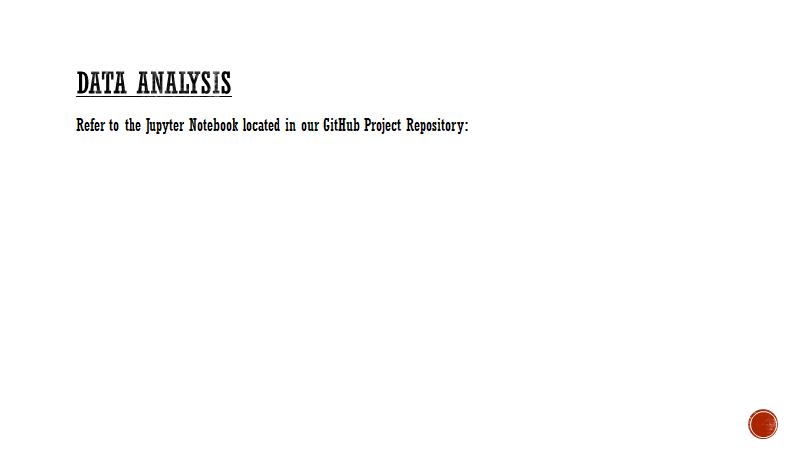 DATA ANALYSIS
Refer to the Jupyter Notebook located in our GitHub Project Repository: